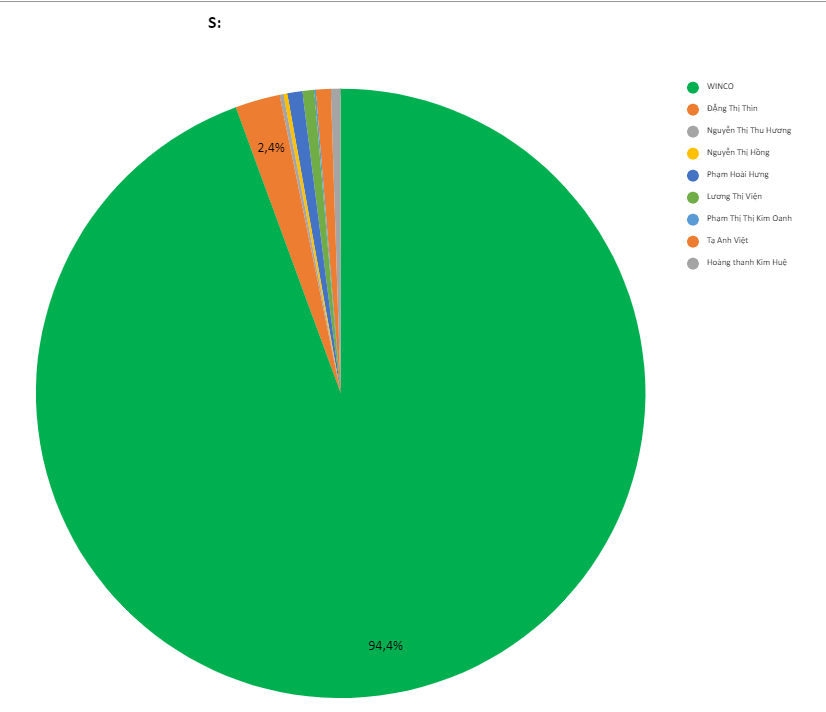 S:
WINCO
ĐẶng Thị Thìn
Nguyễn Thị Thu Hương
Nguyễn Thị Hồng
Phạm Hoài Hưng
Lương Thị Viện
Phạm Thị Thị Kim Oanh
Tạ Anh Việt
Hoàng thanh Kim Huệ
2,4%
94,4%